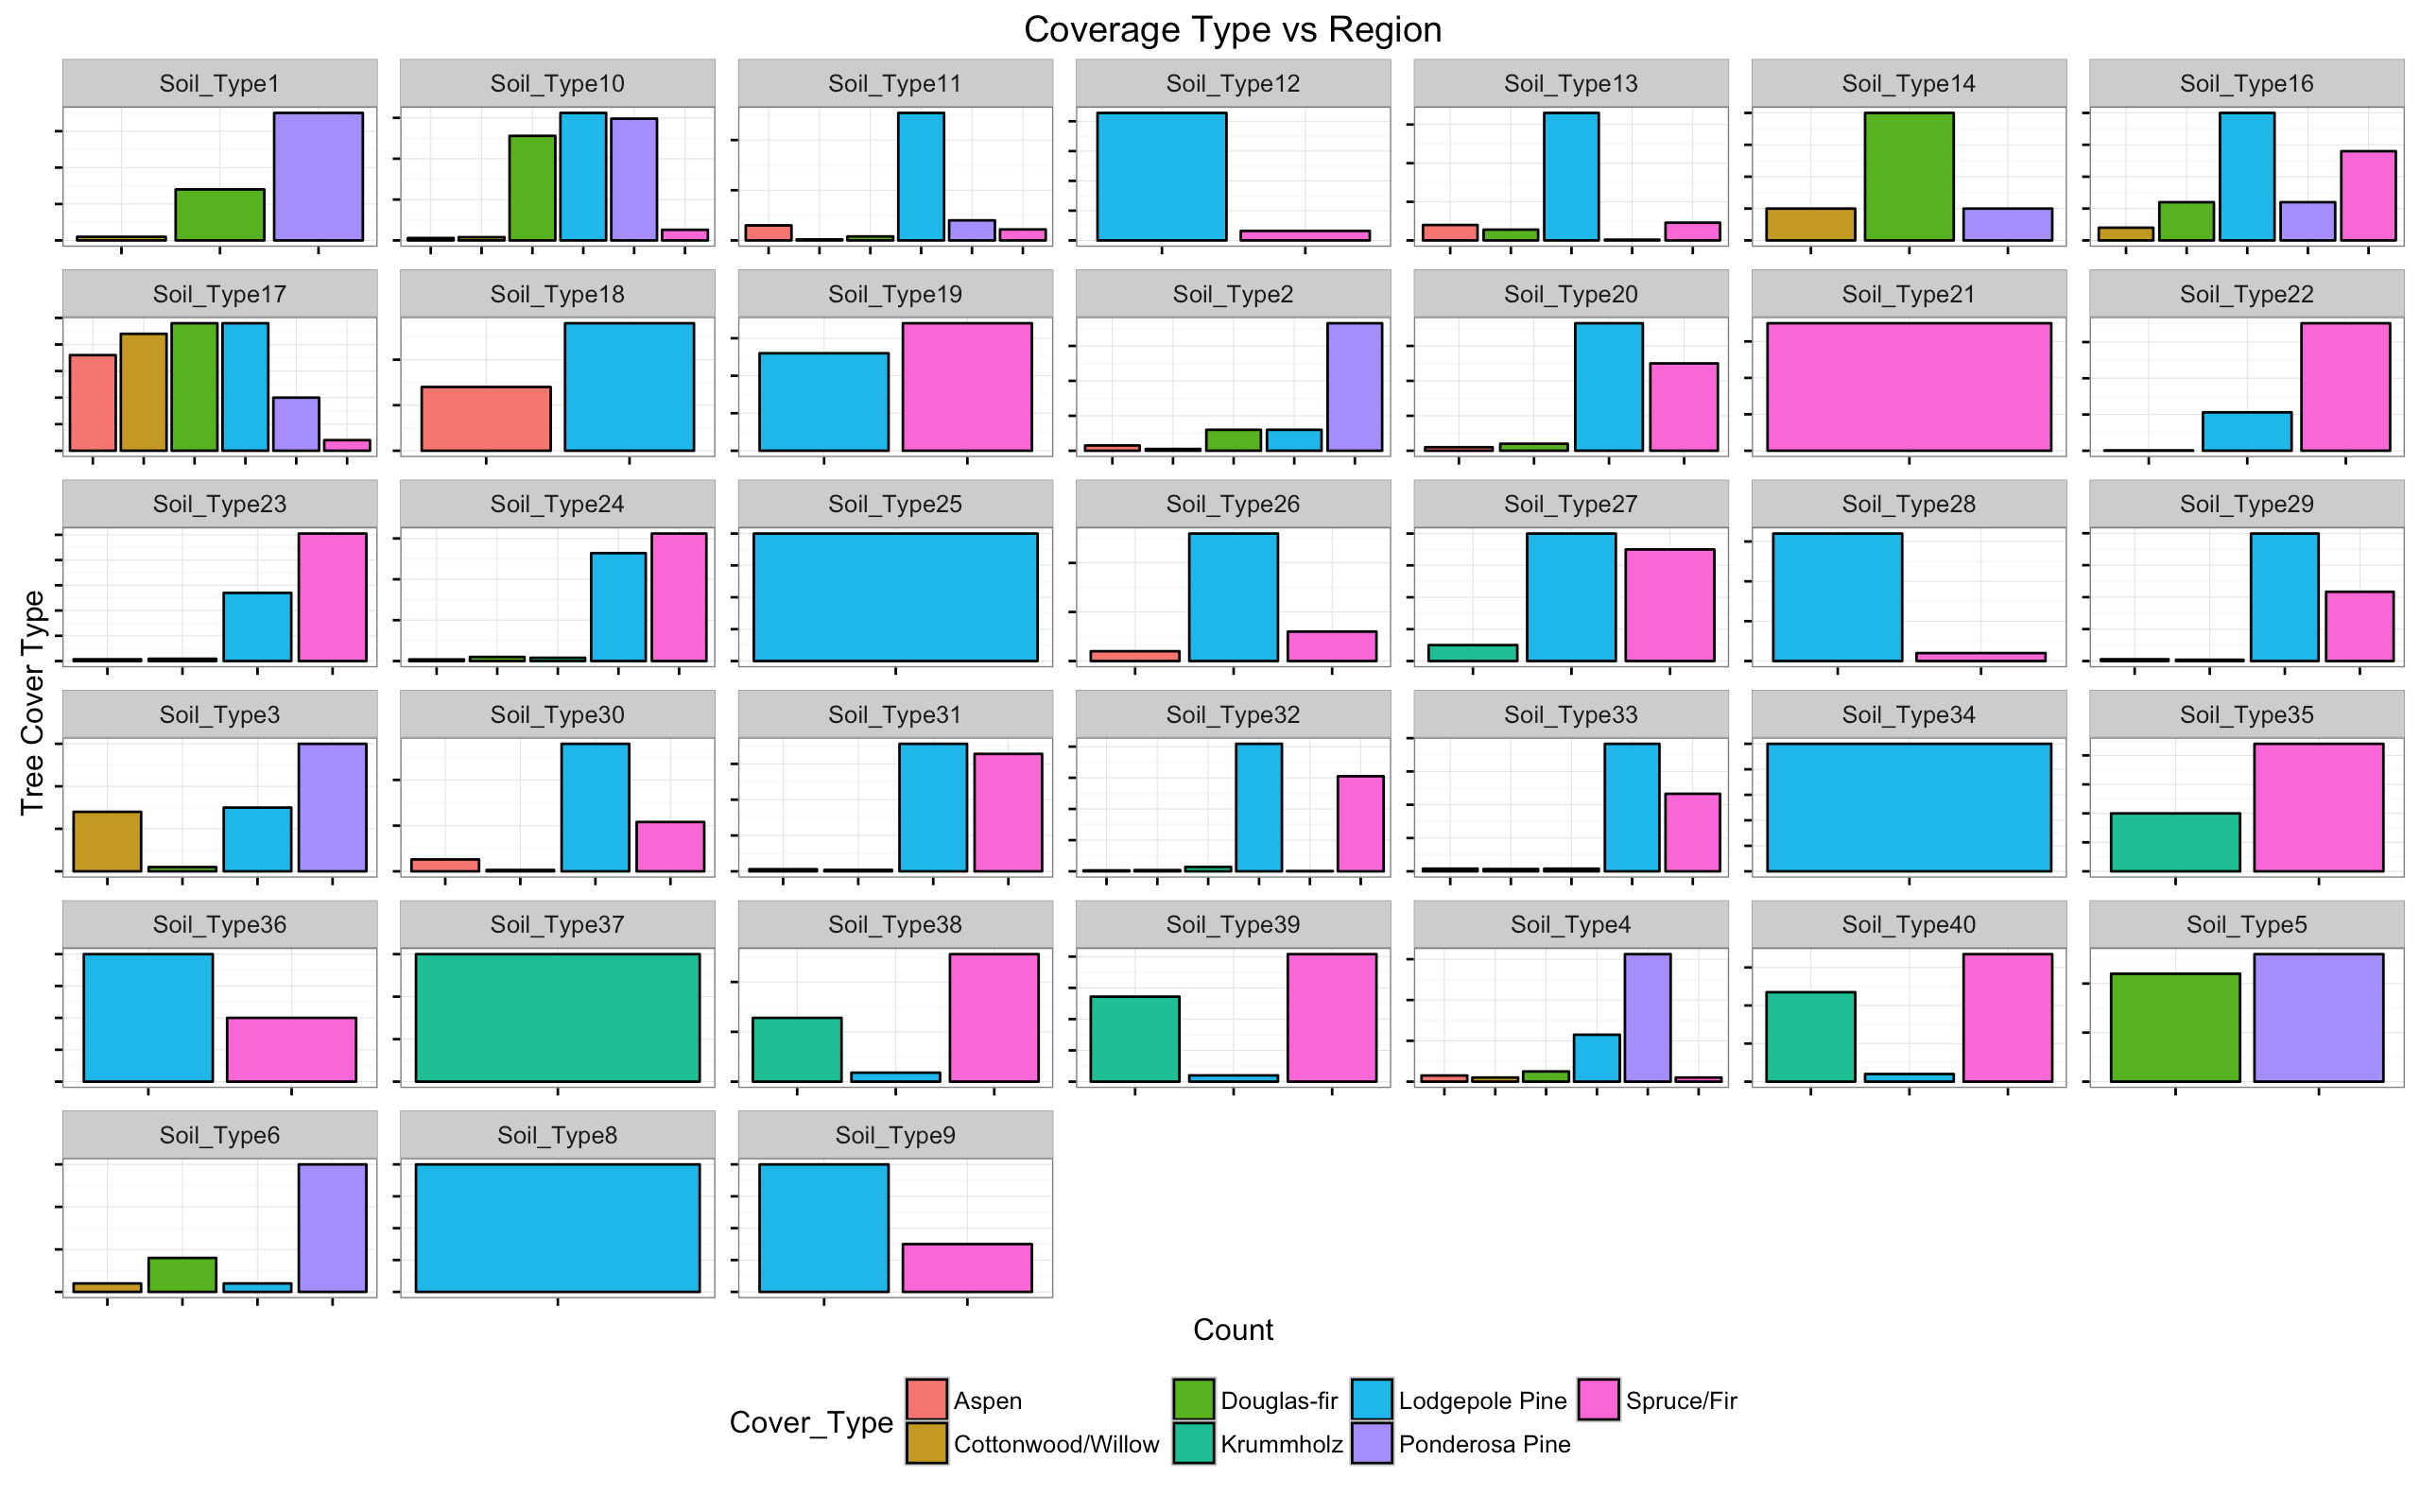 Coverage Type vs Region
Soil_Type1 Soil_Type10 Soil_Type11 Soil_Type12 Soil_Type13 Soil_Type14 Soil_Type16
Soil_Type17 Soil_Type18 Soil_Type19 Soil_Type2 Soil_Type20 Soil_Type21 Soil_Type22
Soil_Type23 Soil_Type24 Soil_Type25 Soil_Type26 Soil_Type27 Soil_Type28 Soil_Type29
Tree Cover Type
Soil_Type3 Soil_Type30 Soil_Type31 Soil_Type32 Soil_Type33 Soil_Type34 Soil_Type35
Soil_Type36 Soil_Type37 Soil_Type38 Soil_Type39 Soil_Type4 Soil_Type40 Soil_Type5
Soil_Type6 Soil_Type8 Soil_Type9
Count
Cover_Type
Aspen Douglas-fir Lodgepole Pine Spruce/Fir
Cottonwood/Willow Krummholz Ponderosa Pine